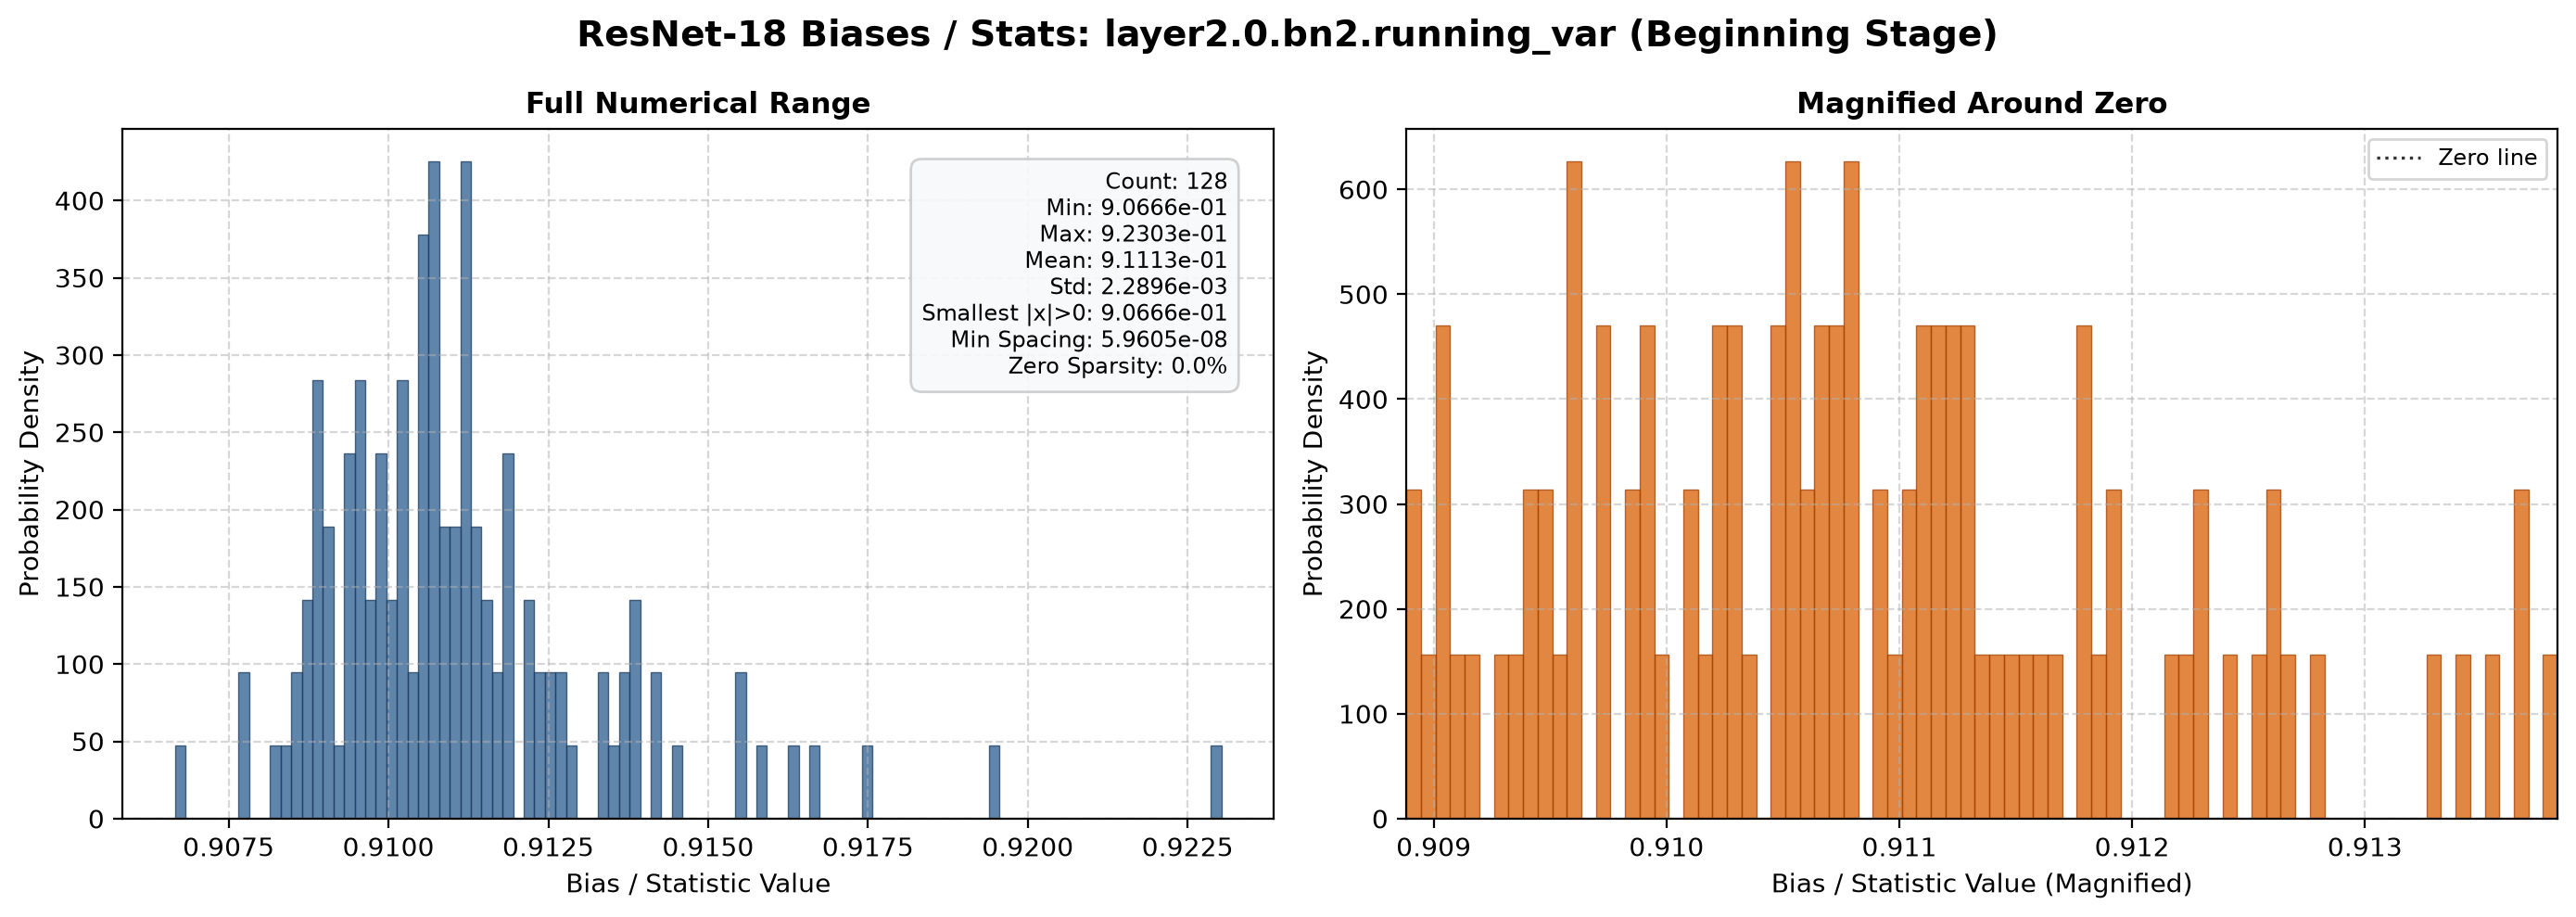 ResNet-18 Biases / Stats: layer2.0.bn2.running_var (Beginning Stage)
Full Numerical Range
Probability Density
400
350
300
250
200
150
100
50
0
Count: 128
Min: 9.0666e-01
Max: 9.2303e-01
Mean: 9.1113e-01
Std: 2.2896e-03
Smallest |x|>0: 9.0666e-01
Min Spacing: 5.9605e-08
Zero Sparsity: 0.0%
0.9075 0.9100 0.9125 0.9150 0.9175 0.9200 0.9225
Bias / Statistic Value
Magnified Around Zero
Probability Density
600
500
400
300
200
100
0
Zero line
0.909 0.910 0.911 0.912 0.913
Bias / Statistic Value (Magnified)